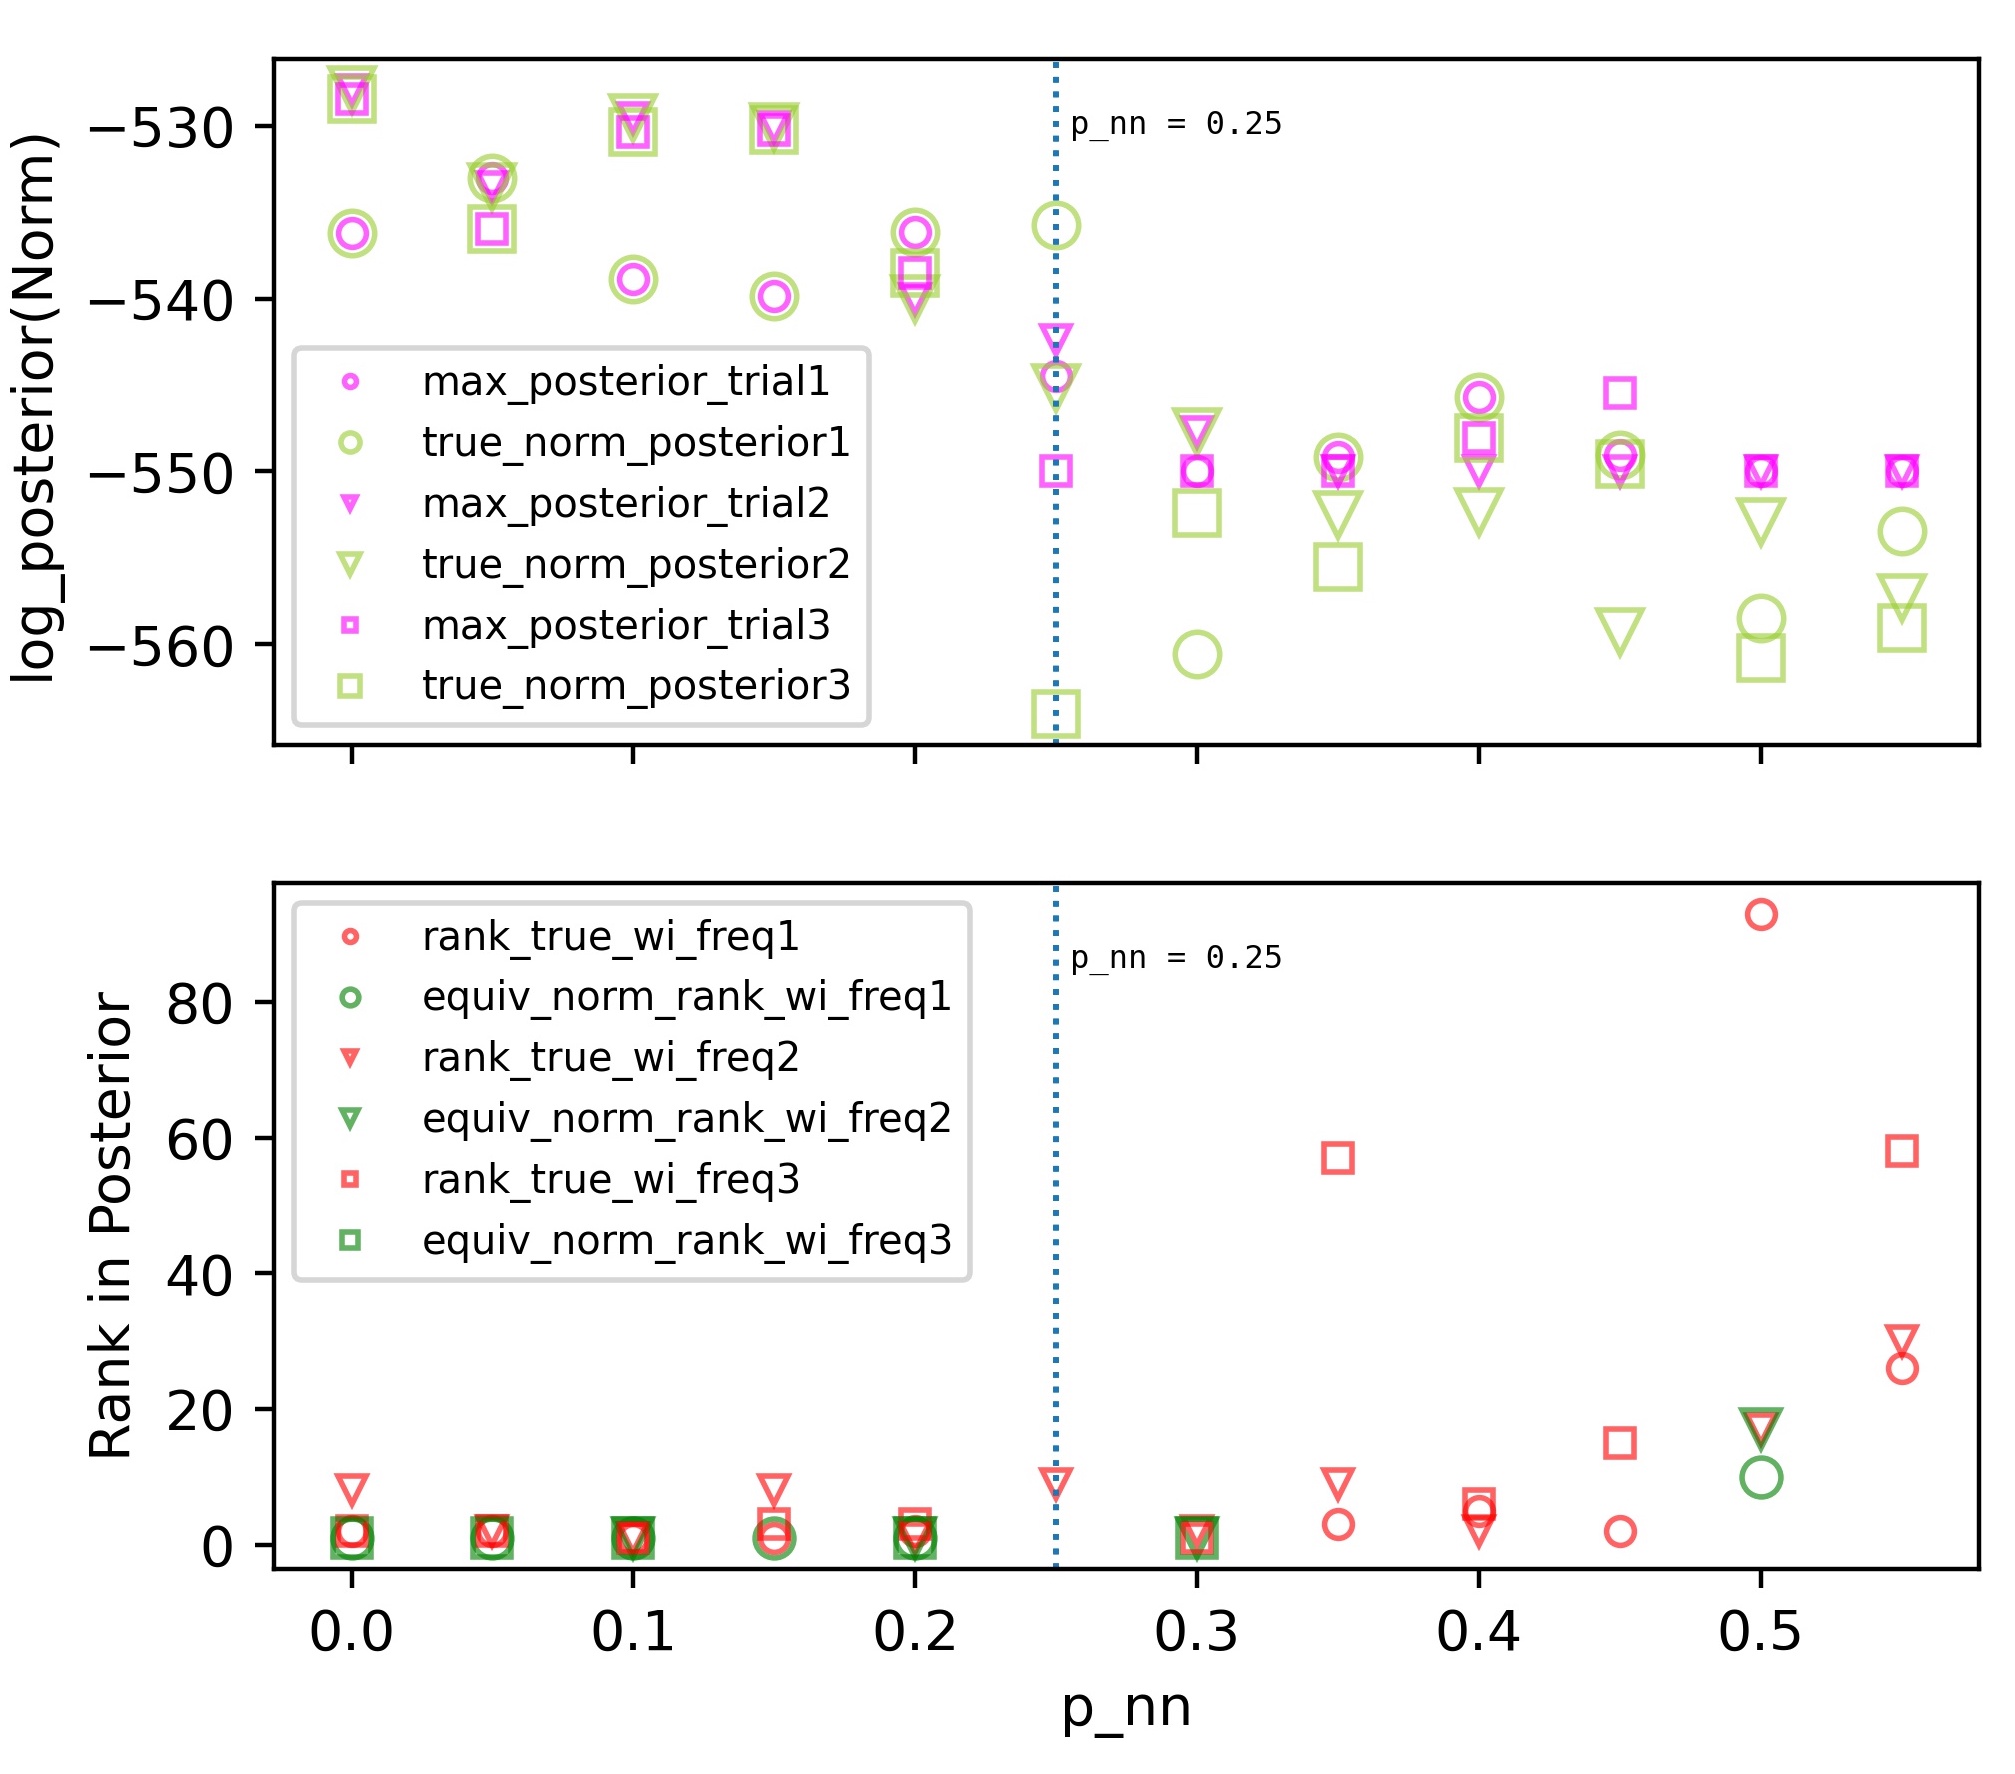 log_posterior(Norm)
−530
−540
−550
−560
p_nn = 0.25
max_posterior_trial1
true_norm_posterior1
max_posterior_trial2
true_norm_posterior2
max_posterior_trial3
true_norm_posterior3
Rank in Posterior
80
60
40
20
0
rank_true_wi_freq1
equiv_norm_rank_wi_freq1
rank_true_wi_freq2
equiv_norm_rank_wi_freq2
rank_true_wi_freq3
equiv_norm_rank_wi_freq3
p_nn = 0.25
0.0 0.1 0.2 0.3 0.4 0.5
p_nn